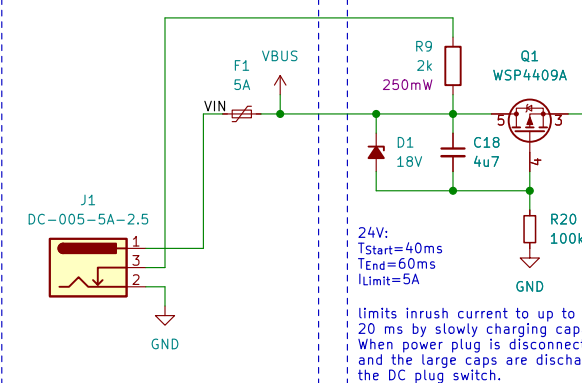 R9
2k
250mW
Q1
WSP4409A
F1
5A
VBUS
VIN
5
3
4
D1
18V
C18
4u7
J1
DC-005-5A-2.5
1
3
2
GND
R20
100k
GND
24V:
TStart=40ms
TEnd=60ms
ILimit=5A
limits inrush current to up to
20 ms by slowly charging cap
When power plug is disconnec
and the large caps are discha
the DC plug switch.